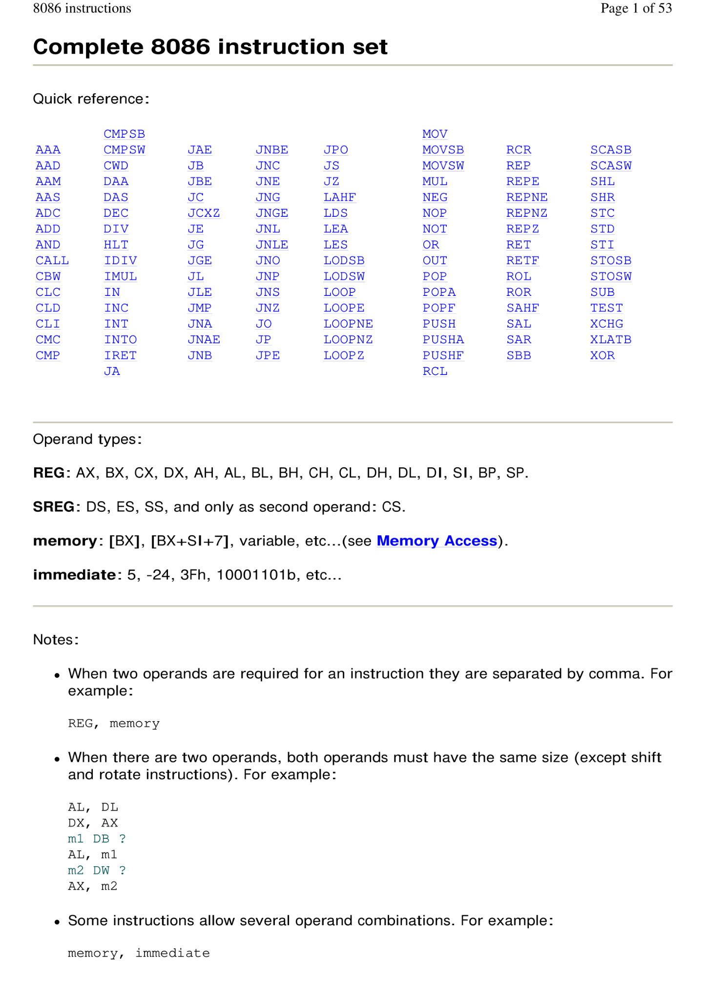 8086 instructions Page 1 of 53
Complete 8086 instruction set
Quick reference:
CMPSB MOV
AAA CMPSW JAE JNBE JPO MOVSB RCR SCASB
AAD CWD JB JNC JS MOVSW REP SCASW
AAM DAA JBE JNE JZ MUL REPE SHL
AAS DAS JC JNG LAHF NEG REPNE SHR
ADC DEC JCXZ JNGE LDS NOP REPNZ STC
ADD DIV JE JNL LEA NOT REPZ STD
AND HLT JG JNLE LES OR RET STI
CALL IDIV JGE JNO LODSB OUT RETF STOSB
CBW IMUL JL JNP LODSW POP ROL STOSW
CLC IN JLE JNS LOOP POPA ROR SUB
CLD INC JMP JNZ LOOPE POPF SAHF TEST
CLI INT JNA JO LOOPNE PUSH SAL XCHG
CMC INTO JNAE JP LOOPNZ PUSHA SAR XLATB
CMP IRET JNB JPE LOOPZ PUSHF SBB XOR
JA RCL
Operand types:
REG: AX, BX, CX, DX, AH, AL, BL, BH, CH, CL, DH, DL, DI, SI, BP, SP.
SREG: DS, ES, SS, and only as second operand: CS.
memory: [BX], [BX+SI+7], variable, etc...(see Memory Access).
immediate: 5, -24, 3Fh, 10001101b, etc...
Notes:
• When two operands are required for an instruction they are separated by comma. For
example:
REG, memory
• When there are two operands, both operands must have the same size (except shift
and rotate instructions). For example:
AL, DL
DX, AX
m1 DB ?
AL, m1
m2 DW ?
AX, m2
• Some instructions allow several operand combinations. For example:
memory, immediate